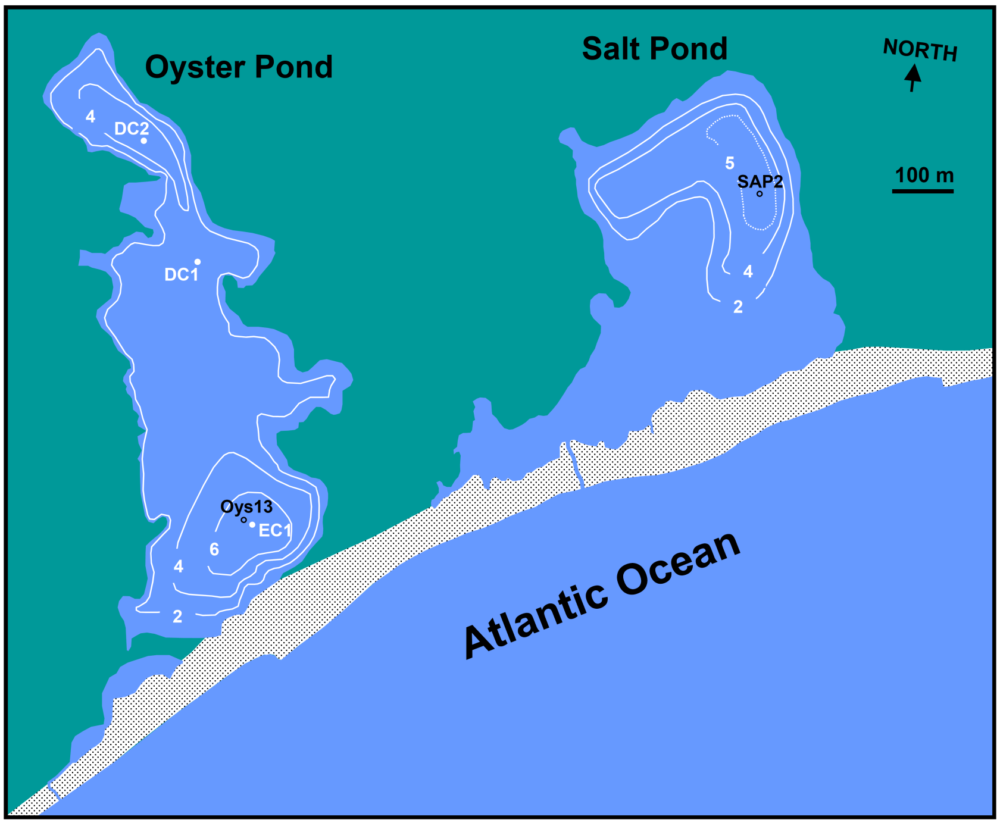 Oyster Pond
Salt Pond
NORTH
4
DC2
5
SAP2
100 m
DC1
4
2
Oys13
EC1
6
4
2
Atlantic Ocean